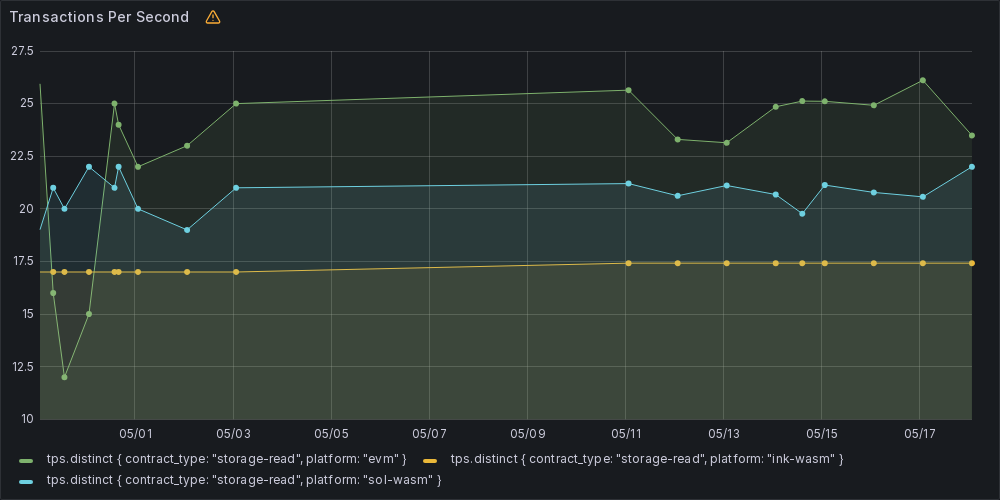 Transactions Per Second
27.5
25
22.5
20
17.5
15
12.5
10
05/01 05/03 05/05 05/07 05/09 05/11 05/13 05/15 05/17
tps.distinct { contract_type: "storage-read", platform: "evm" } tps.distinct { contract_type: "storage-read", platform: "ink-wasm" }
tps.distinct { contract_type: "storage-read", platform: "sol-wasm" }